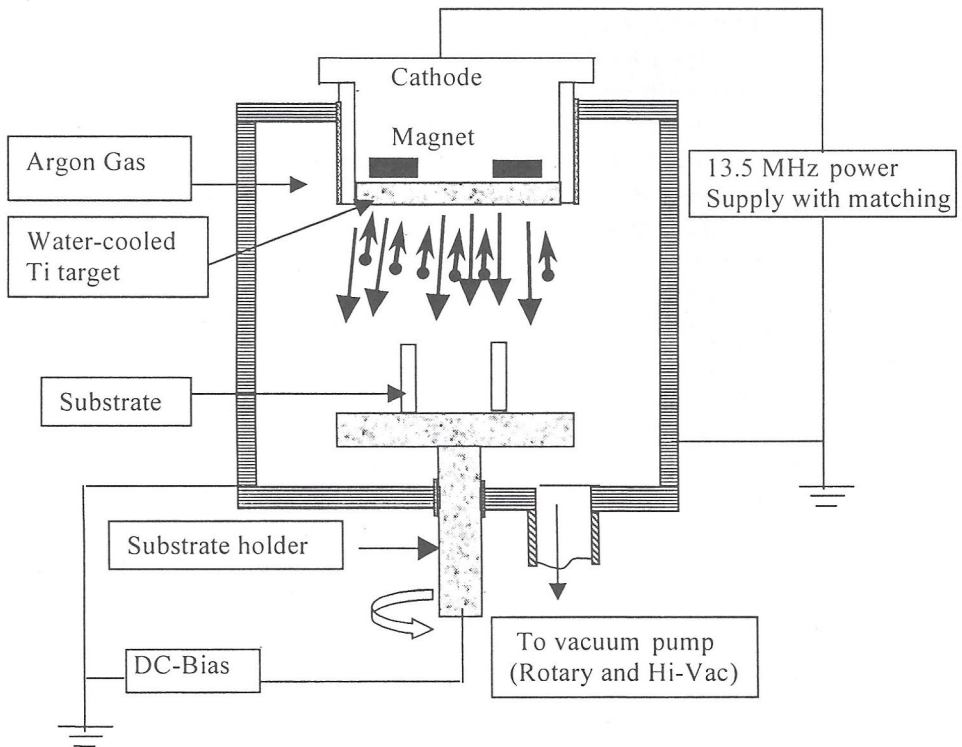 Cathode
Magnet
Argon Gas
13.5 MHz power
Supply with matching
Water-cooled
Ti target
Substrate
Substrate holder
To vacuum pump
(Rotary and Hi-Vac)
DC-Bias